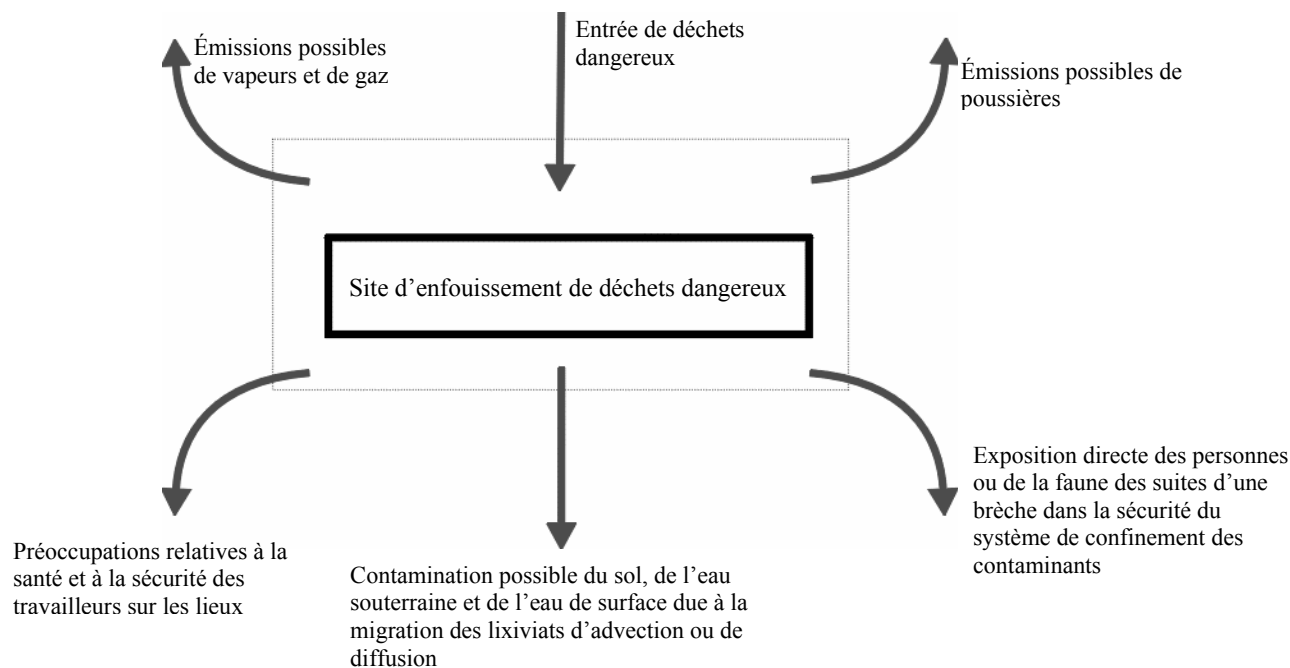 Émissions possibles
de vapeurs et de gaz
Entrée de déchets
dangereux
Émissions possibles de
poussières
Site d’enfouissement de déchets dangereux
Préoccupations relatives à la
santé et à la sécurité des
travailleurs sur les lieux
Contamination possible du sol, de l’eau
souterraine et de l’eau de surface due à la
migration des lixiviats d’advection ou de
diffusion
Exposition directe des personnes
ou de la faune des suites d’une
brèche dans la sécurité du
système de confinement des
contaminants